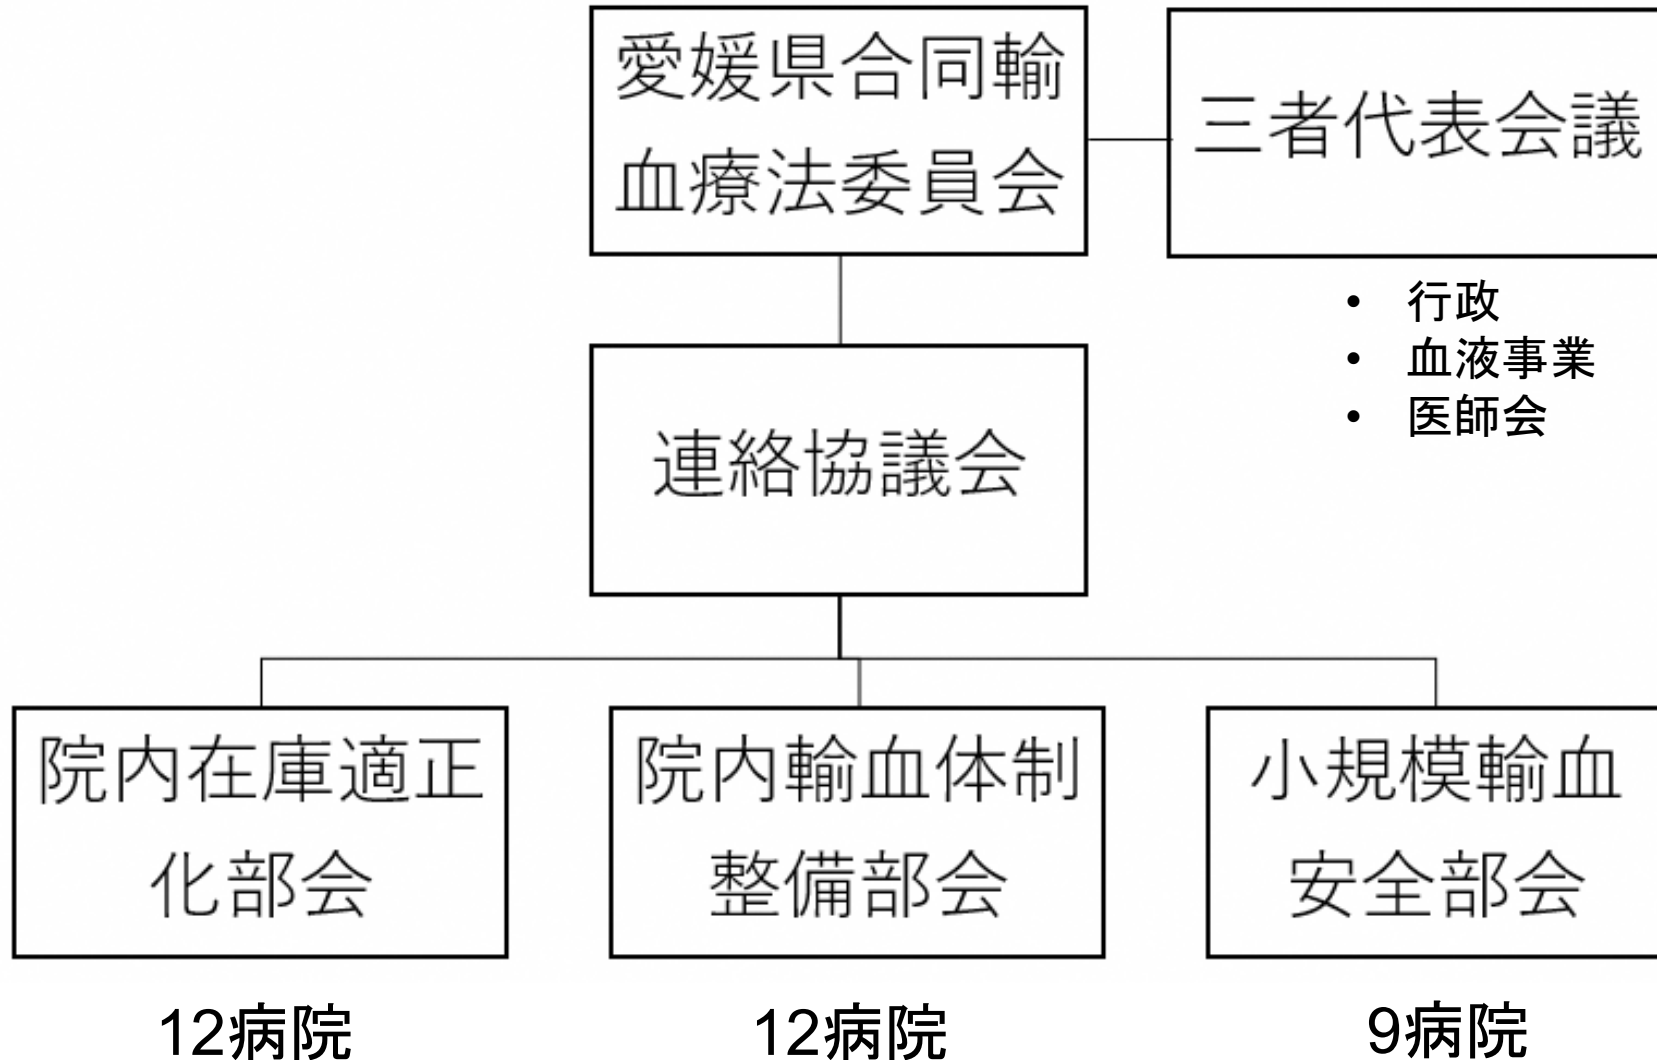 愛媛県合同輸
血療法委員会
三者代表会議
• 行政
• 血液事業
• 医師会
連絡協議会
院内在庫適正
化部会
院内輸血体制
整備部会
小規模輸血
安全部会
12病院
12病院
9病院